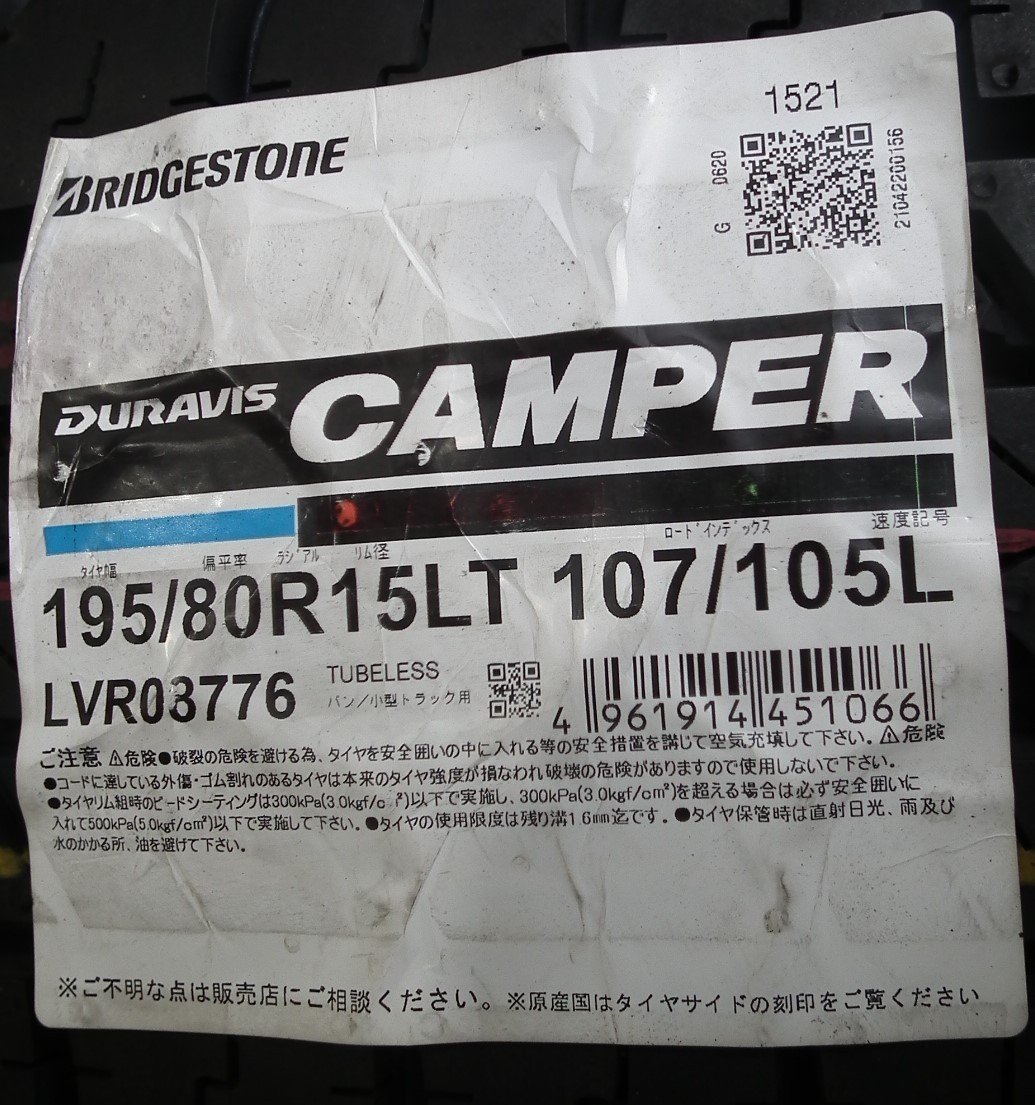 1521
BRIDGESTONE
G 0620
21042200156
DURAVIS CAMPER
タイヤ幅 偏平率 ラジアル リム径 ロードインデックス 速度記号
195/80R15LT 107/105L
LVR03776
TUBELESS
バン/小型トラック用
4 961914 451066
ご注意 ⚠危険●破裂の危険を避ける為、タイヤを安全囲いの中に入れる等の安全措置を講じて空気充填して下さい。⚠危険
●コードに達している外傷・ゴム割れのあるタイヤは本来のタイヤ強度が損なわれ破壊の危険がありますので使用しないで下さい。
●タイヤリム組時のビードシーティングは300kPa(3.0kgf/c ²)以下で実施し、300kPa(3.0kgf/cm²)を超える場合は必ず安全囲いに
入れて500kPa(5.0kgf/cm²)以下で実施して下さい。●タイヤの使用限度は残り溝1.6mm迄です。●タイヤ保管時は直射日光、雨及び
水のかかる所、油を避けて下さい。
※ご不明な点は販売店にご相談ください。※原産国はタイヤサイドの刻印をご覧ください